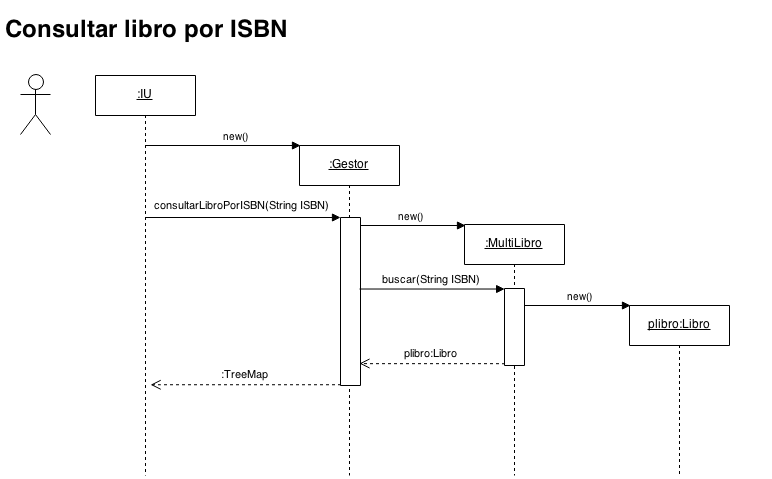 Consultar libro por ISBN
:IU
new()
:Gestor
consultarLibroPorISBN(String ISBN)
new()
:MultiLibro
buscar(String ISBN)
new()
plibro:Libro
plibro:Libro
:TreeMap